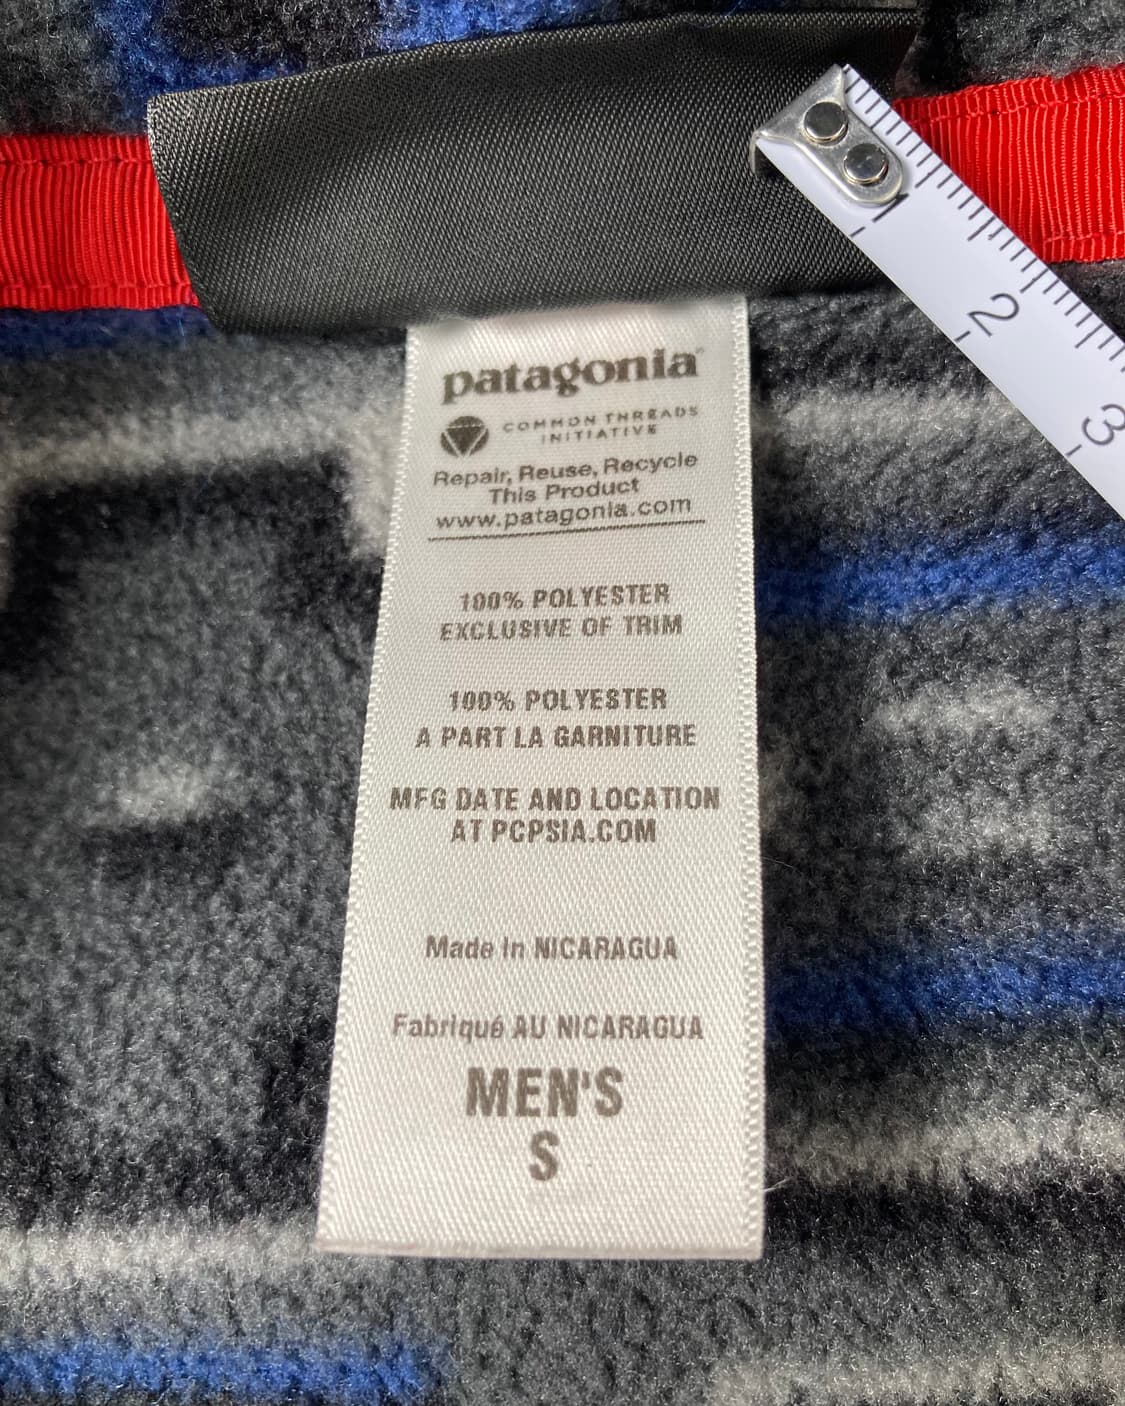 patagonia®
COMMON THREADS
INITIATIVE
Repair, Reuse, Recycle
This Product
www.patagonia.com
100% POLYESTER
EXCLUSIVE OF TRIM
100% POLYESTER
A PART LA GARNITURE
MFG DATE AND LOCATION
AT PCPSIA.COM
Made In NICARAGUA
Fabriqué AU NICARAGUA
MEN'S
S
1
2
3